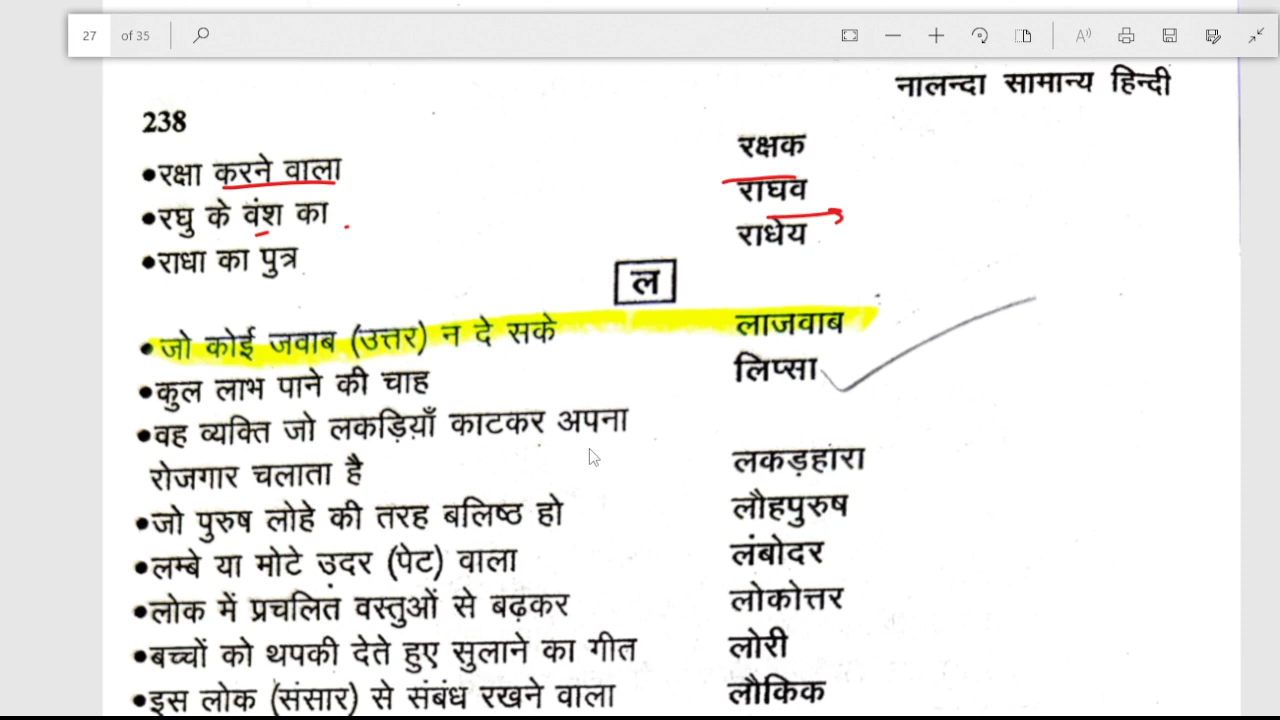 27 of 35
नालन्दा सामान्य हिन्दी
238
•रक्षा करने वाला रक्षक
•रघु के वंश का राघव
•राधा का पुत्र राधेय
ल
•जो कोई जवाब (उत्तर) न दे सके लाजवाब
•कुल लाभ पाने की चाह लिप्सा
•वह व्यक्ति जो लकड़ियाँ काटकर अपना
रोजगार चलाता है लकड़हारा
•जो पुरुष लोहे की तरह बलिष्ठ हो लौहपुरुष
•लम्बे या मोटे उदर (पेट) वाला लंबोदर
•लोक में प्रचलित वस्तुओं से बढ़कर लोकोत्तर
•बच्चों को थपकी देते हुए सुलाने का गीत लोरी
•इस लोक (संसार) से संबंध रखने वाला लौकिक